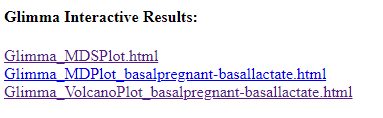 Glimma Interactive Results:
Glimma_MDSPlot.html
Glimma_MDPlot_basalpregnant-basallactate.html
Glimma_VolcanoPlot_basalpregnant-basallactate.html